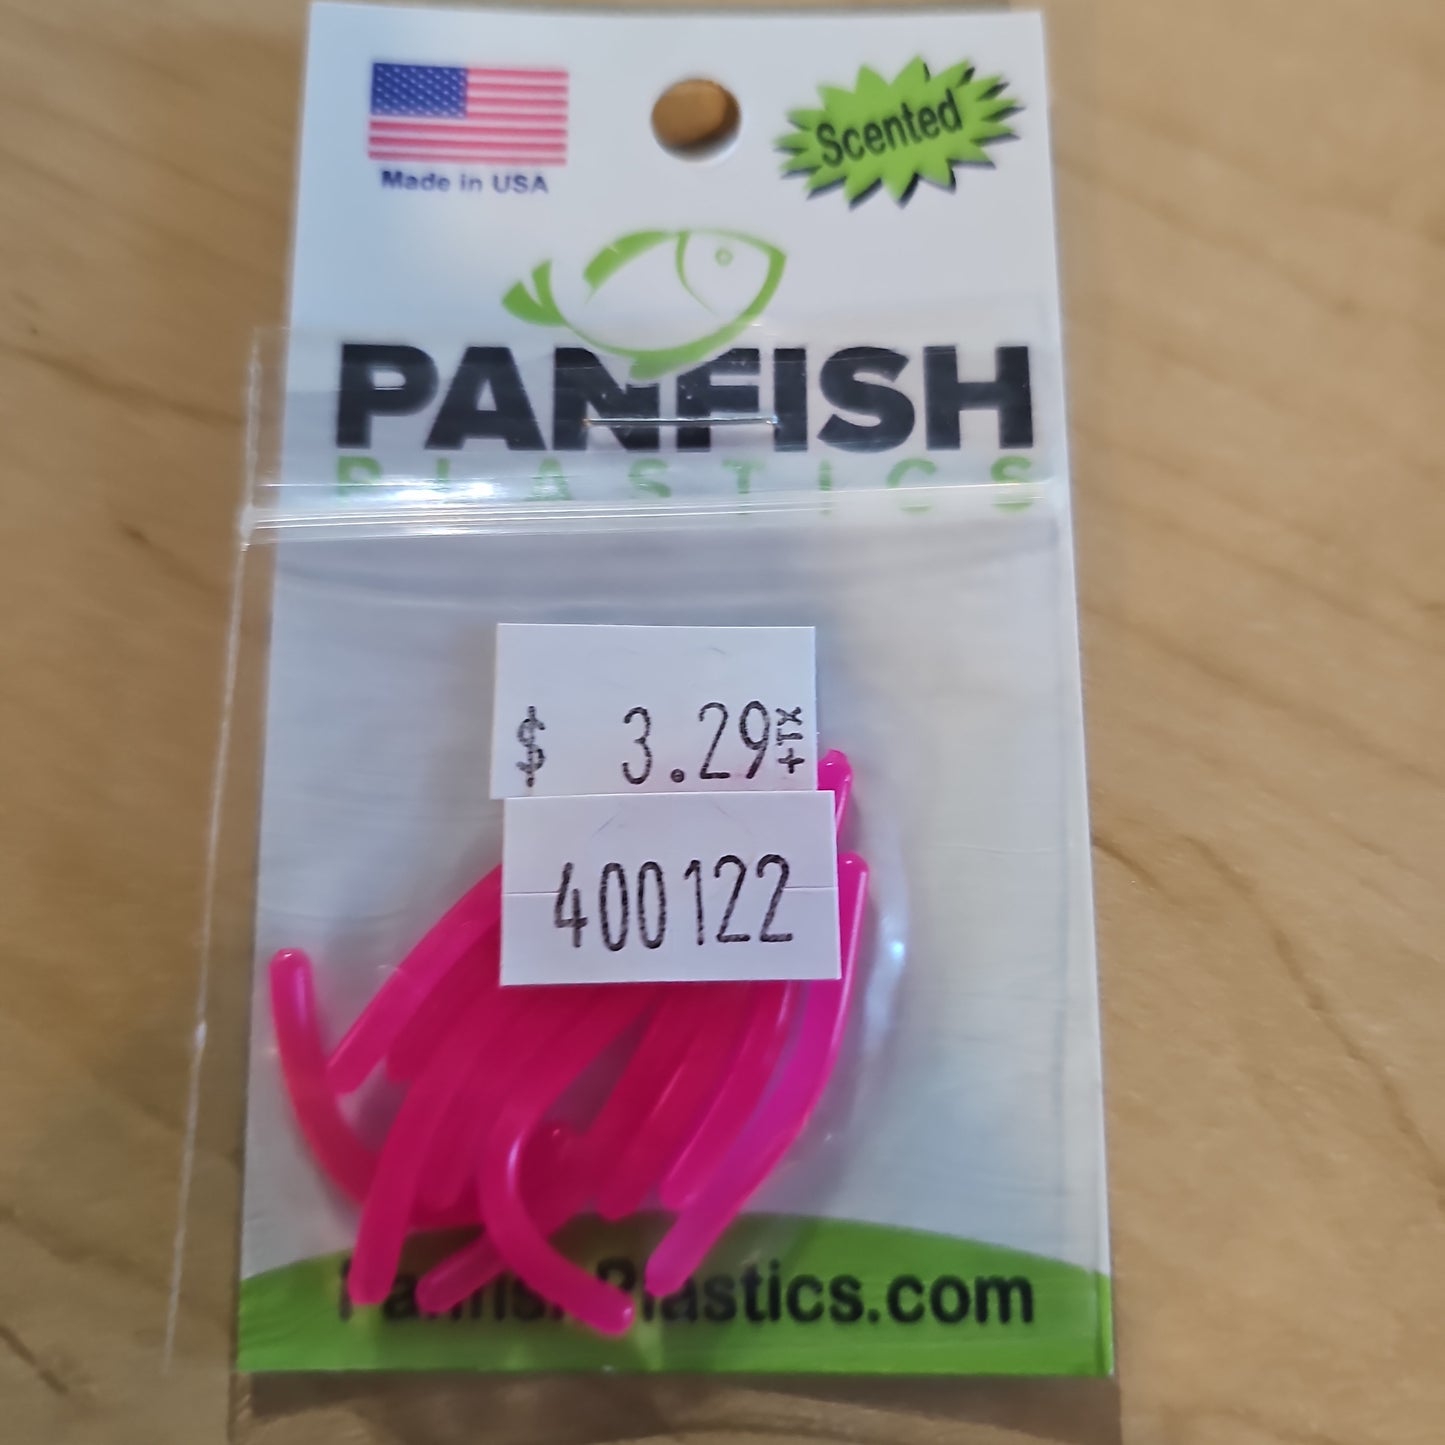 Made in USA
Scented
PANFISH
PLASTICS
$ 3.29 +TX
400122
PanfishPlastics.com